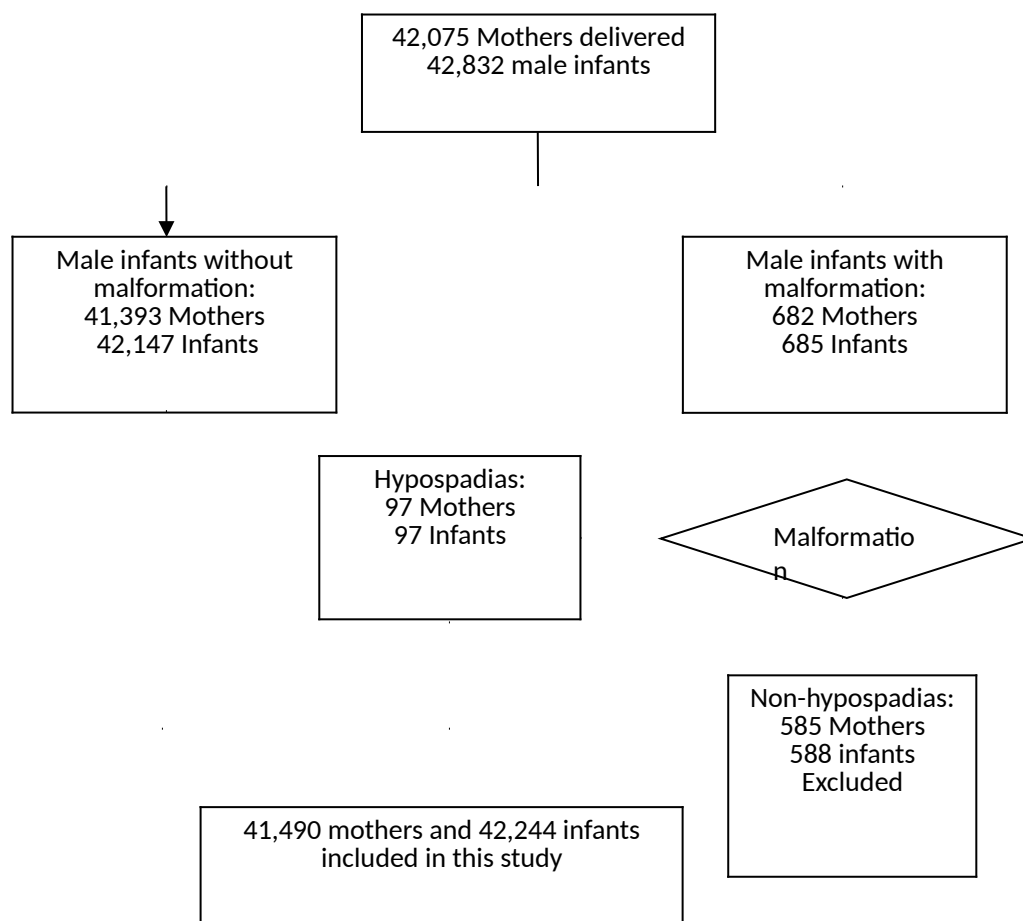 42,075 Mothers delivered
42,832 male infants
Male infants without
malformation:
41,393 Mothers
42,147 Infants
Male infants with
malformation:
682 Mothers
685 Infants
Hypospadias:
97 Mothers
97 Infants
Malformatio
n
Non-hypospadias:
585 Mothers
588 infants
Excluded
41,490 mothers and 42,244 infants
included in this study